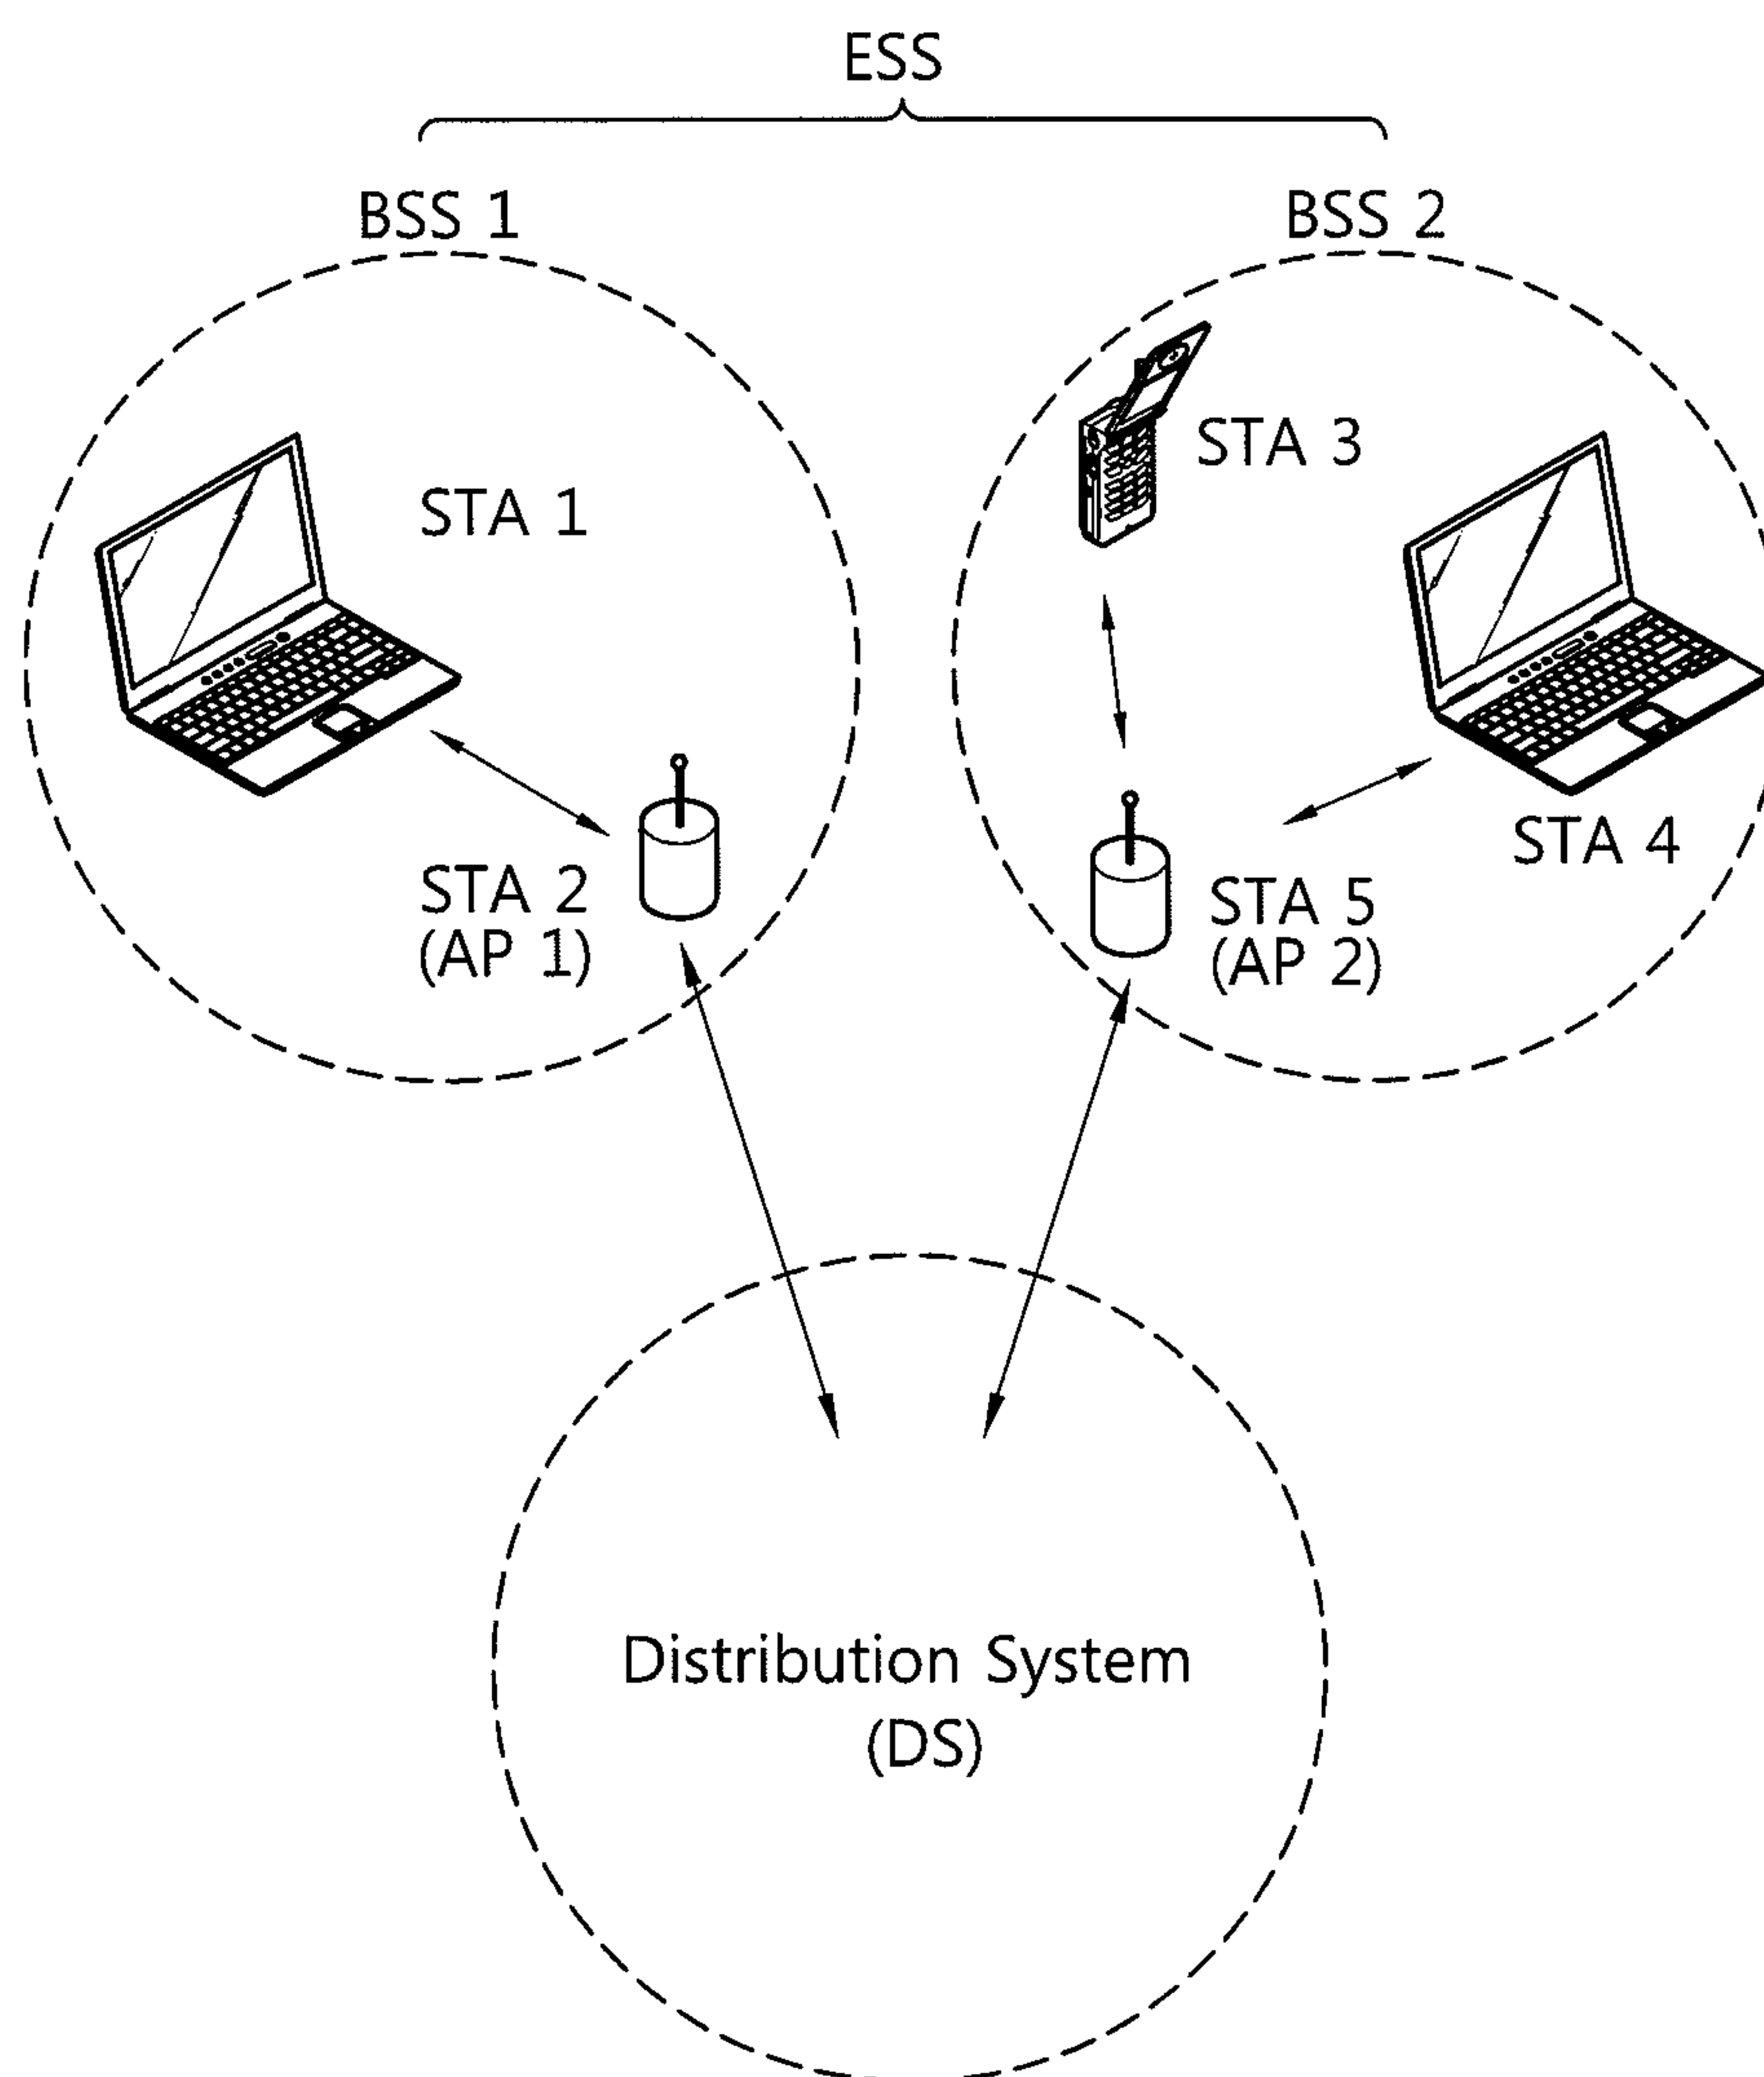 ESS
BSS 1
BSS 2
STA 1
STA 3
STA 2
(AP 1)
STA 5
(AP 2)
STA 4
Distribution System
(DS)